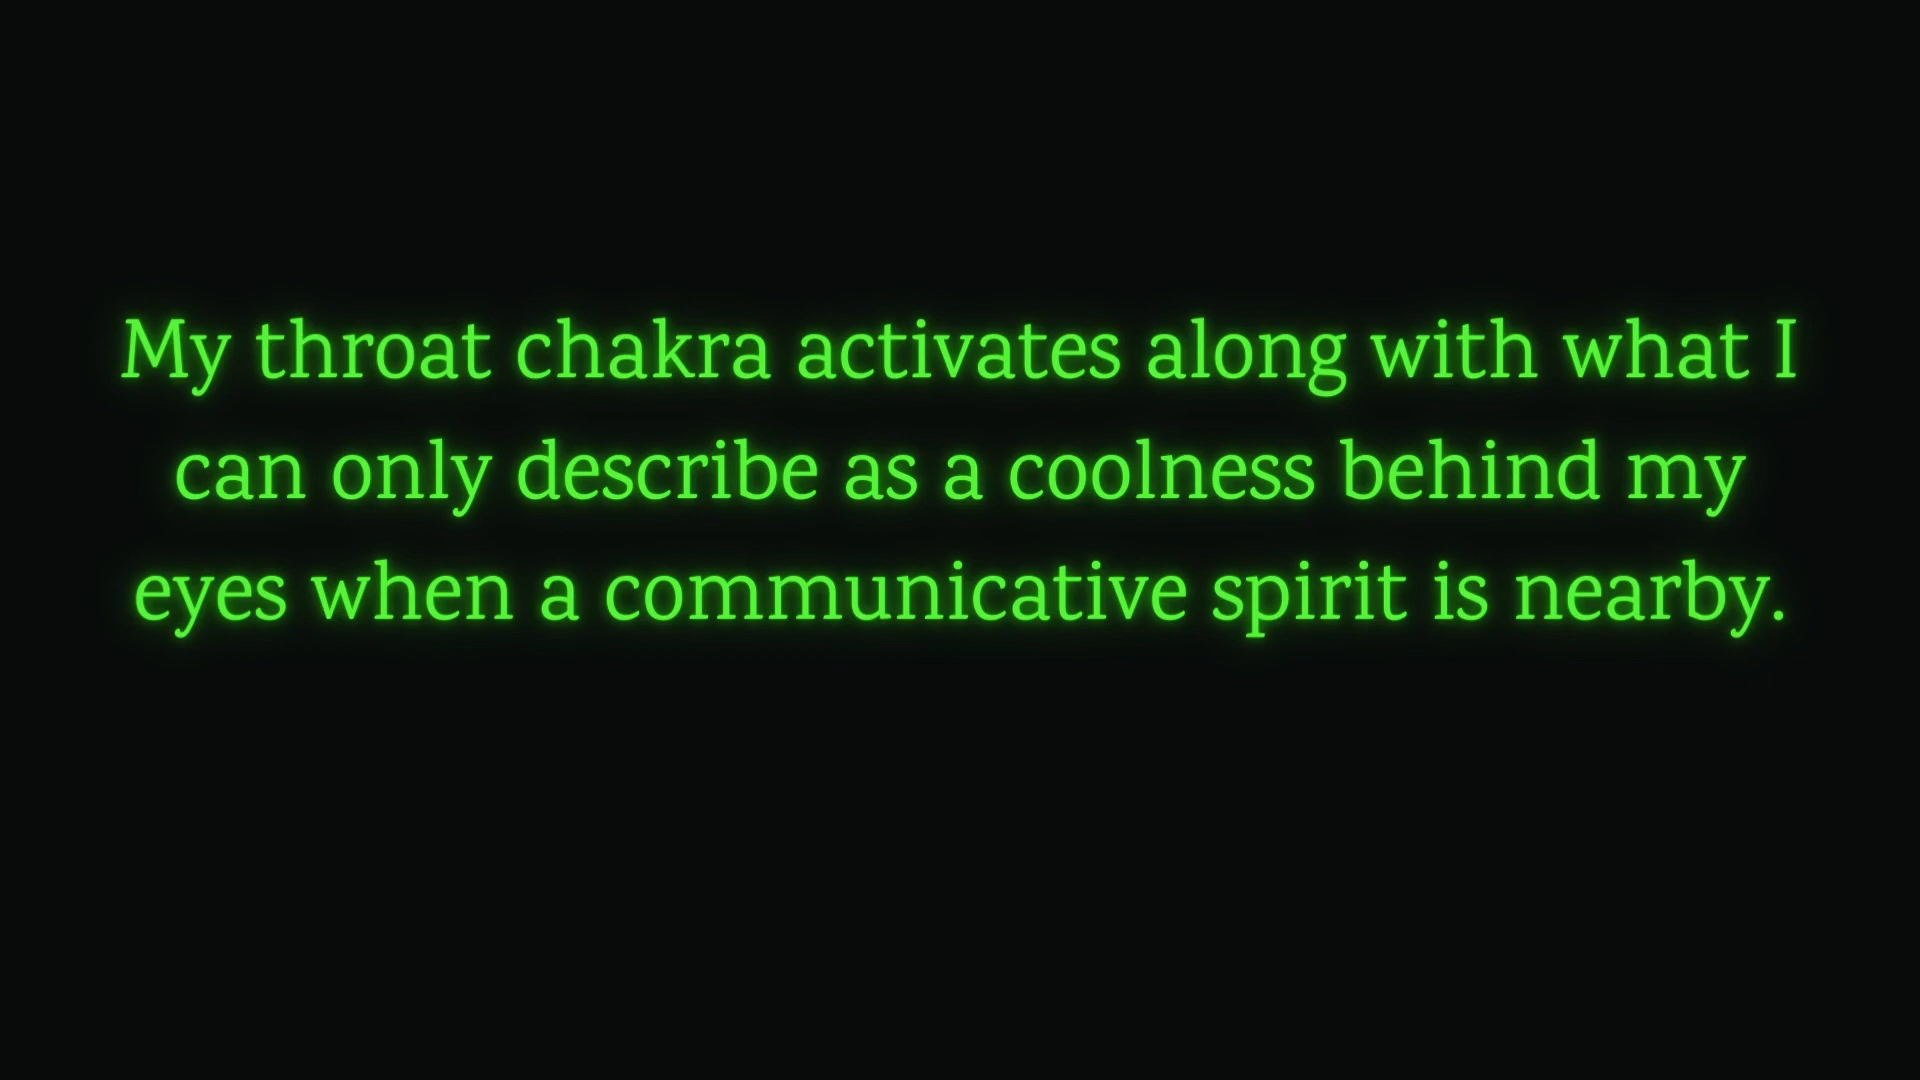 My throat chakra activates along with what I
can only describe as a coolness behind my
eyes when a communicative spirit is nearby.